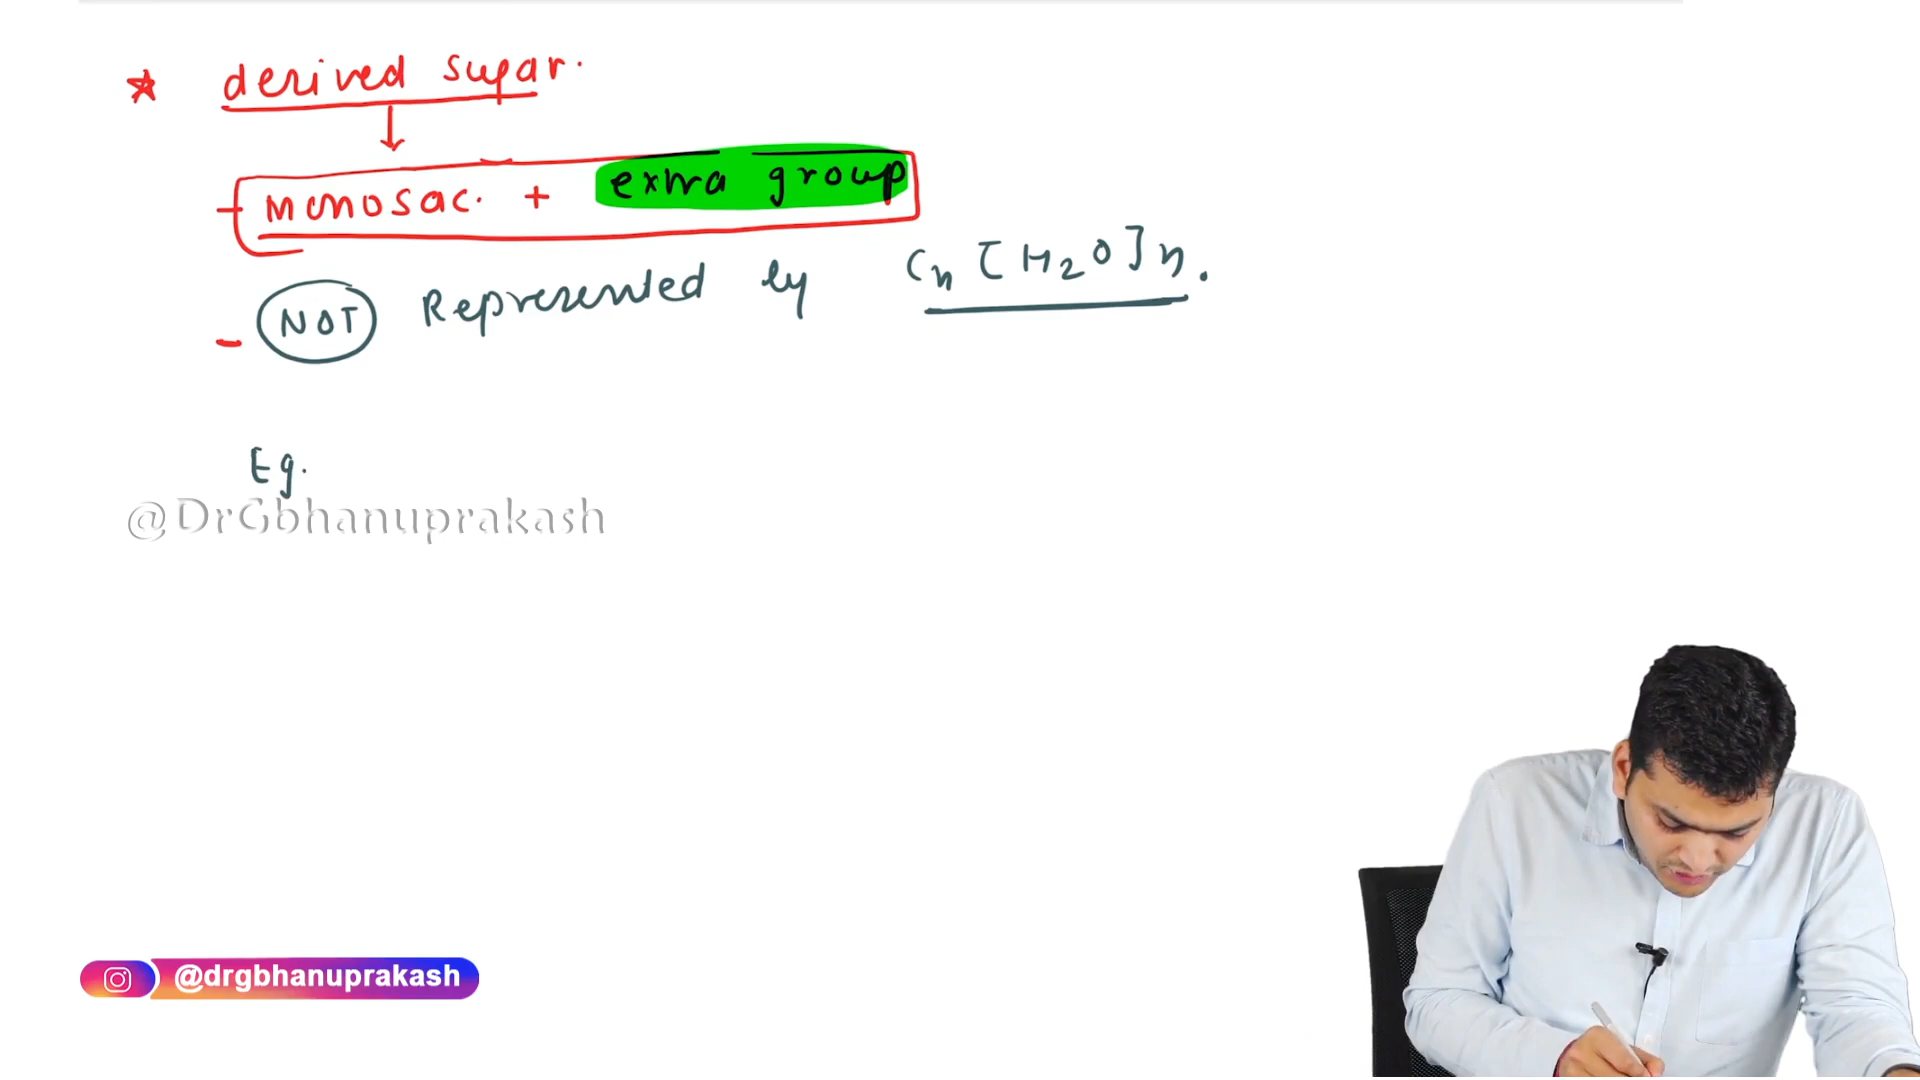 * derived sugar.
↓
- monosac. + extra group
- NOT Represented by Cn [H2O]n.
Eg.
@DrGbhanuprakash
@drgbhanuprakash